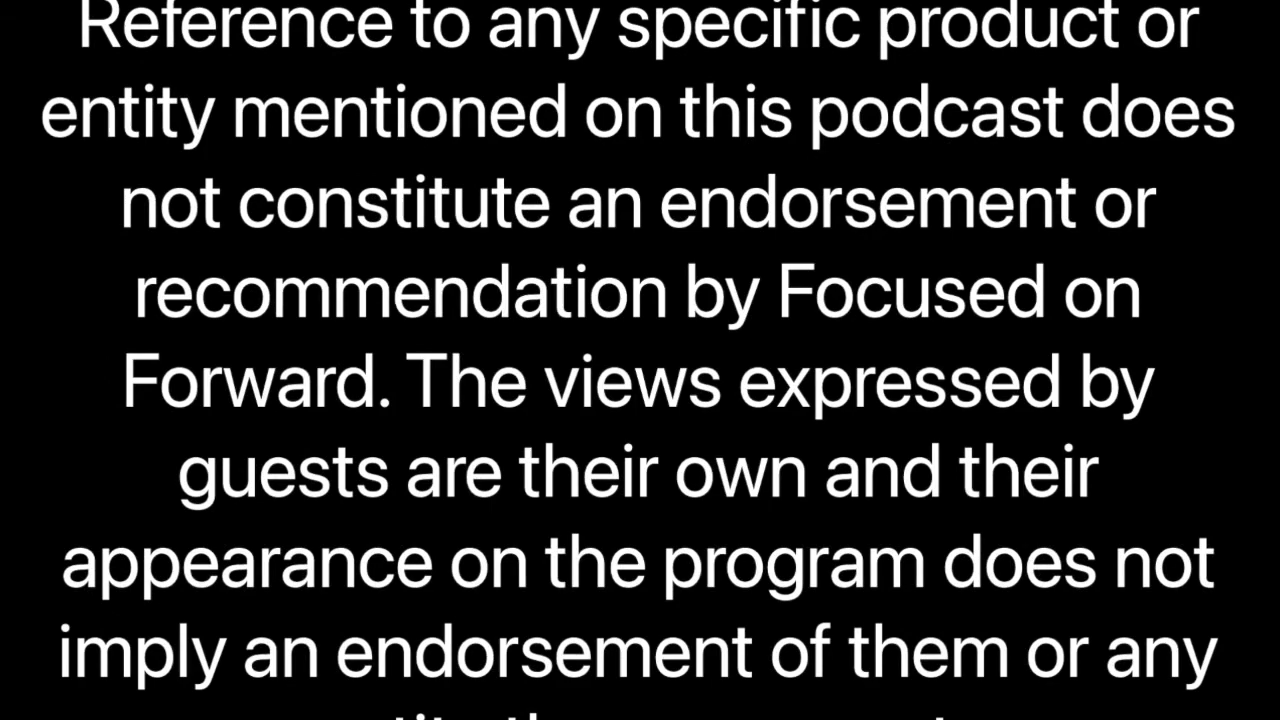 Reference to any specific product or
entity mentioned on this podcast does
not constitute an endorsement or
recommendation by Focused on
Forward. The views expressed by
guests are their own and their
appearance on the program does not
imply an endorsement of them or any